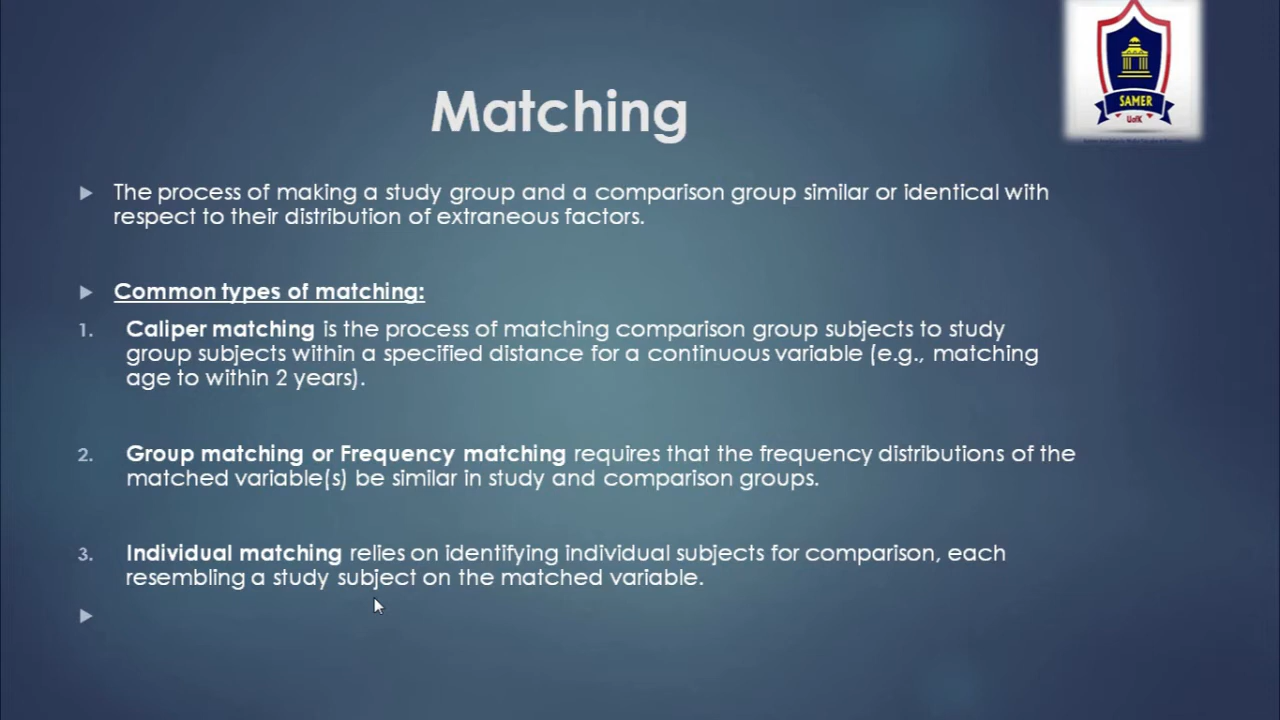 SAMER
UofK
Matching
The process of making a study group and a comparison group similar or identical with
respect to their distribution of extraneous factors.
Common types of matching:
1. Caliper matching is the process of matching comparison group subjects to study
group subjects within a specified distance for a continuous variable (e.g., matching
age to within 2 years).
2. Group matching or Frequency matching requires that the frequency distributions of the
matched variable(s) be similar in study and comparison groups.
3. Individual matching relies on identifying individual subjects for comparison, each
resembling a study subject on the matched variable.